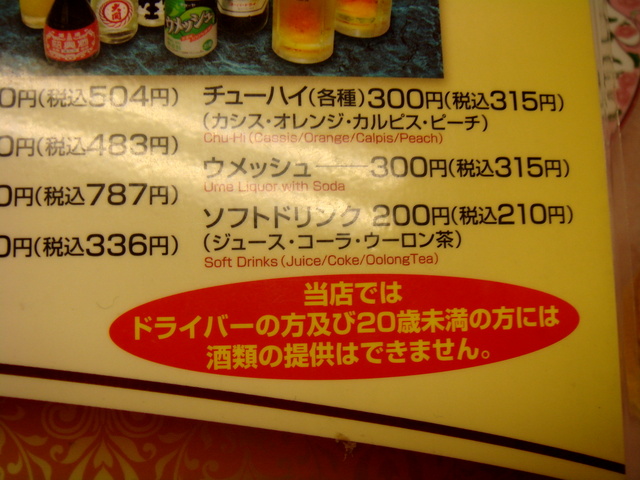 大関
ウメッシュ
0円(税込504円)
0円(税込483円)
0円(税込787円)
0円(税込336円)
チューハイ(各種)300円(税込315円)
(カシス・オレンジ・カルピス・ピーチ)
Chu-Hi (Cassis/Orange/Calpis/Peach)
ウメッシュ──300円(税込315円)
Ume Liquor with Soda
ソフトドリンク 200円(税込210円)
(ジュース・コーラ・ウーロン茶)
Soft Drinks (Juice/Coke/OolongTea)
当店では
ドライバーの方及び20歳未満の方には
酒類の提供はできません。